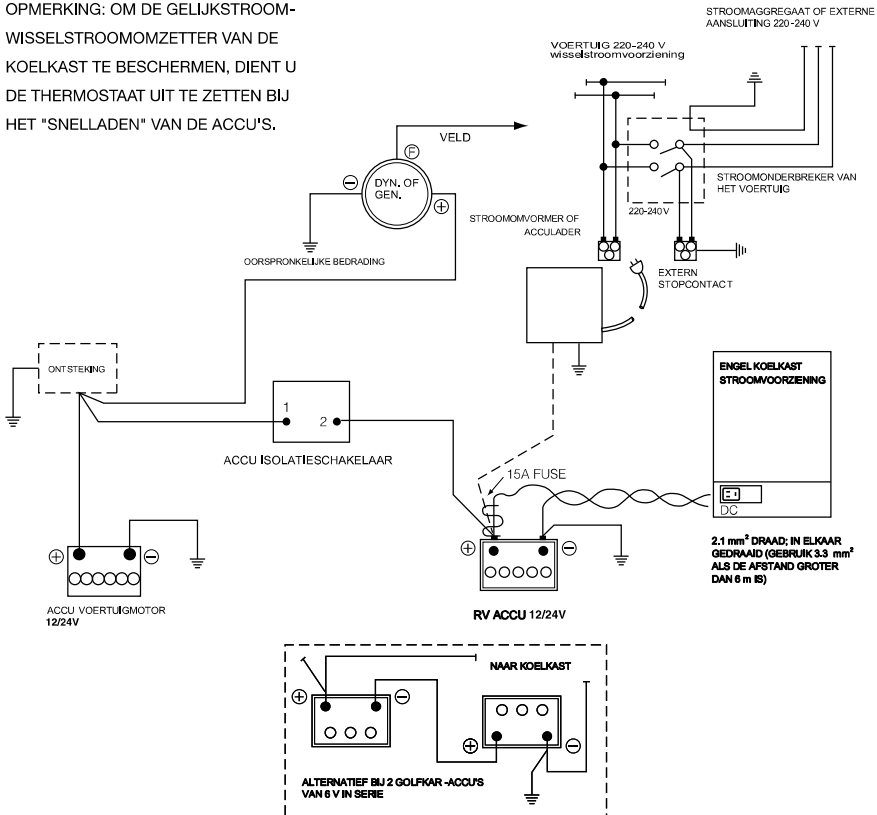 OPMERKING: OM DE GELIJKSTROOM-
WISSELSTROOMOMZETTER VAN DE
KOELKAST TE BESCHERMEN, DIENT U
DE THERMOSTAAT UIT TE ZETTEN BIJ
HET "SNELLADEN" VAN DE ACCU'S.
STROOMAGGREGAAT OF EXTERNE
AANSLUITING 220-240 V
VOERTUIG 220-240 V
wisselstroomvoorziening
VELD
F
DYN. OF
GEN.
STROOMONDERBREKER VAN
HET VOERTUIG
220-240V
STROOMOMVORMER OF
ACCULADER
OORSPRONKELIJKE BEDRADING
EXTERN
STOPCONTACT
ONTSTEKING
1
2
ACCU ISOLATIESCHAKELAAR
ENGEL KOELKAST
STROOMVOORZIENING
15A FUSE
DC
2.1 mm² DRAAD; IN ELKAAR
GEDRAAID (GEBRUIK 3.3 mm²
ALS DE AFSTAND GROTER
DAN 6 m IS)
ACCU VOERTUIGMOTOR
12/24V
RV ACCU 12/24V
NAAR KOELKAST
ALTERNATIEF BIJ 2 GOLFKAR -ACCU'S
VAN 6 V IN SERIE